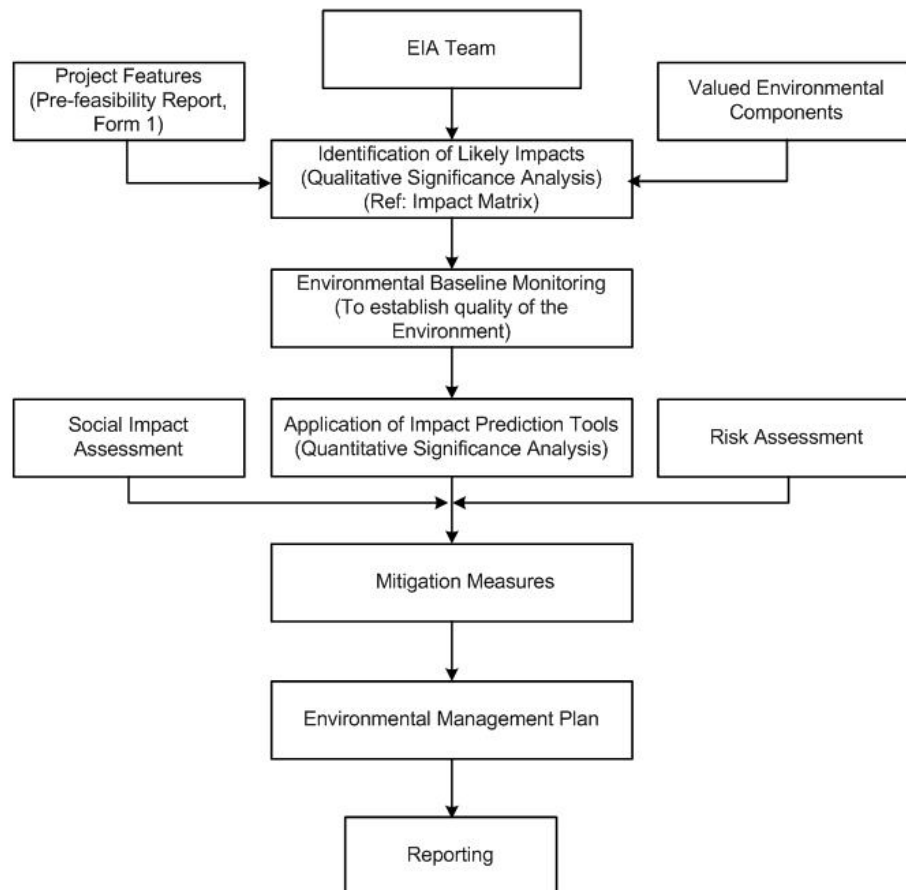 EIA Team
Project Features
(Pre-feasibility Report,
Form 1)
Valued Environmental
Components
Identification of Likely Impacts
(Qualitative Significance Analysis)
(Ref: Impact Matrix)
Environmental Baseline Monitoring
(To establish quality of the
Environment)
Social Impact
Assessment
Application of Impact Prediction Tools
(Quantitative Significance Analysis)
Risk Assessment
Mitigation Measures
Environmental Management Plan
Reporting